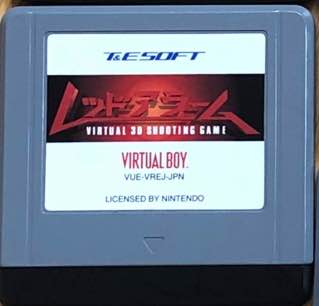 T&E SOFT
レッドアラーム
VIRTUAL 3D SHOOTING GAME
VIRTUAL BOY.
VUE-VREJ-JPN
LICENSED BY NINTENDO